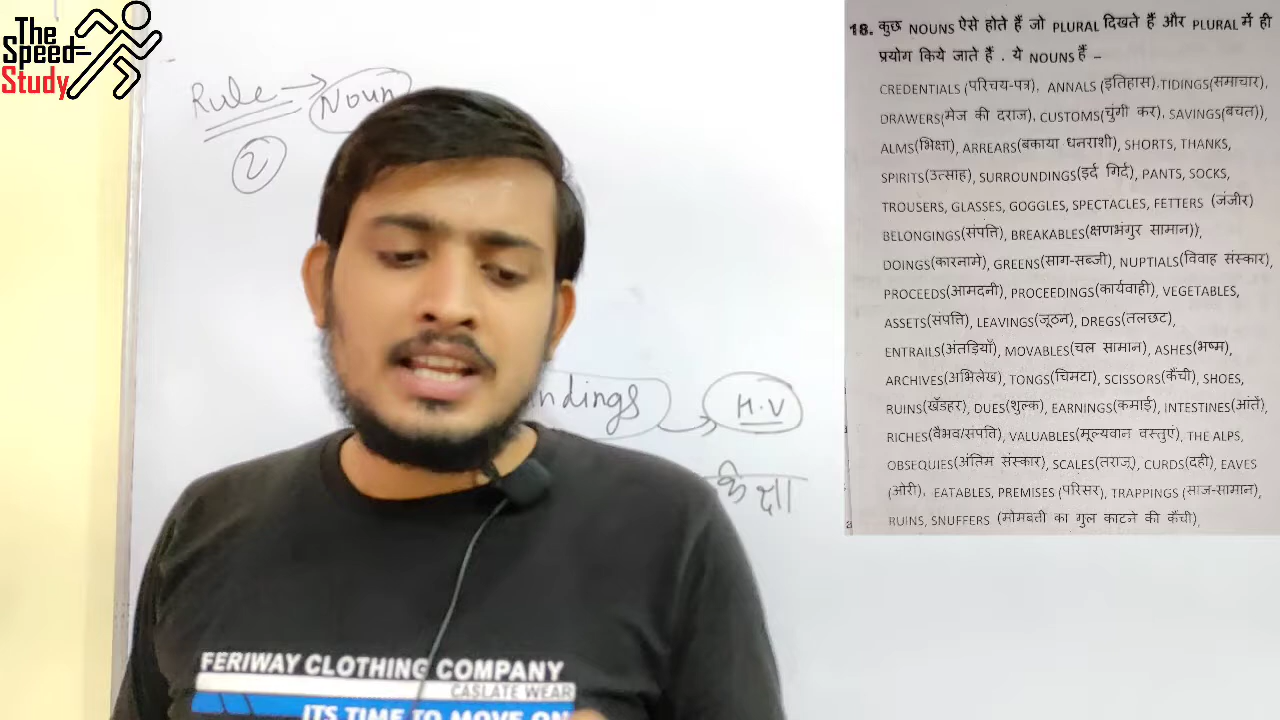 The
Speed-
Study
Rule → Noun
2
ndings → H.V
18. कुछ NOUNS ऐसे होते हैं जो PLURAL दिखते हैं और PLURAL में ही
प्रयोग किये जाते हैं . ये NOUNS हैं –
CREDENTIALS (परिचय-पत्र), ANNALS (इतिहास).TIDINGS(समाचार),
DRAWERS(मेज की दराज), CUSTOMS(चुंगी कर), SAVINGS(बचत)),
ALMS(भिक्षा), ARREARS(बकाया धनराशी), SHORTS, THANKS,
SPIRITS(उत्साह), SURROUNDINGS(इर्द गिर्द), PANTS, SOCKS,
TROUSERS, GLASSES, GOGGLES, SPECTACLES, FETTERS (जंजीर)
BELONGINGS(संपत्ति), BREAKABLES(क्षणभंगुर सामान)),
DOINGS(कारनामे), GREENS(साग-सब्जी), NUPTIALS(विवाह संस्कार),
PROCEEDS(आमदनी), PROCEEDINGS(कार्यवाही), VEGETABLES,
ASSETS(संपत्ति), LEAVINGS(जूठन), DREGS(तलछट),
ENTRAILS(अंतड़ियाँ), MOVABLES(चल सामान), ASHES(भष्म),
ARCHIVES(अभिलेख), TONGS(चिमटा), SCISSORS(कैंची), SHOES,
RUINS(खँडहर), DUES(शुल्क), EARNINGS(कमाई), INTESTINES(आंतें),
RICHES(वैभव/संपत्ति), VALUABLES(मूल्यवान वस्तुएं), THE ALPS,
OBSEQUIES(अंतिम संस्कार), SCALES(तराजू), CURDS(दही), EAVES
(ओरी), EATABLES, PREMISES (परिसर), TRAPPINGS (साज-सामान),
RUINS, SNUFFERS (मोमबत्ती का गुल काटने की कैंची),
FERIWAY CLOTHING COMPANY
CASLATE WEAR
ITS TIME TO MOVE ON